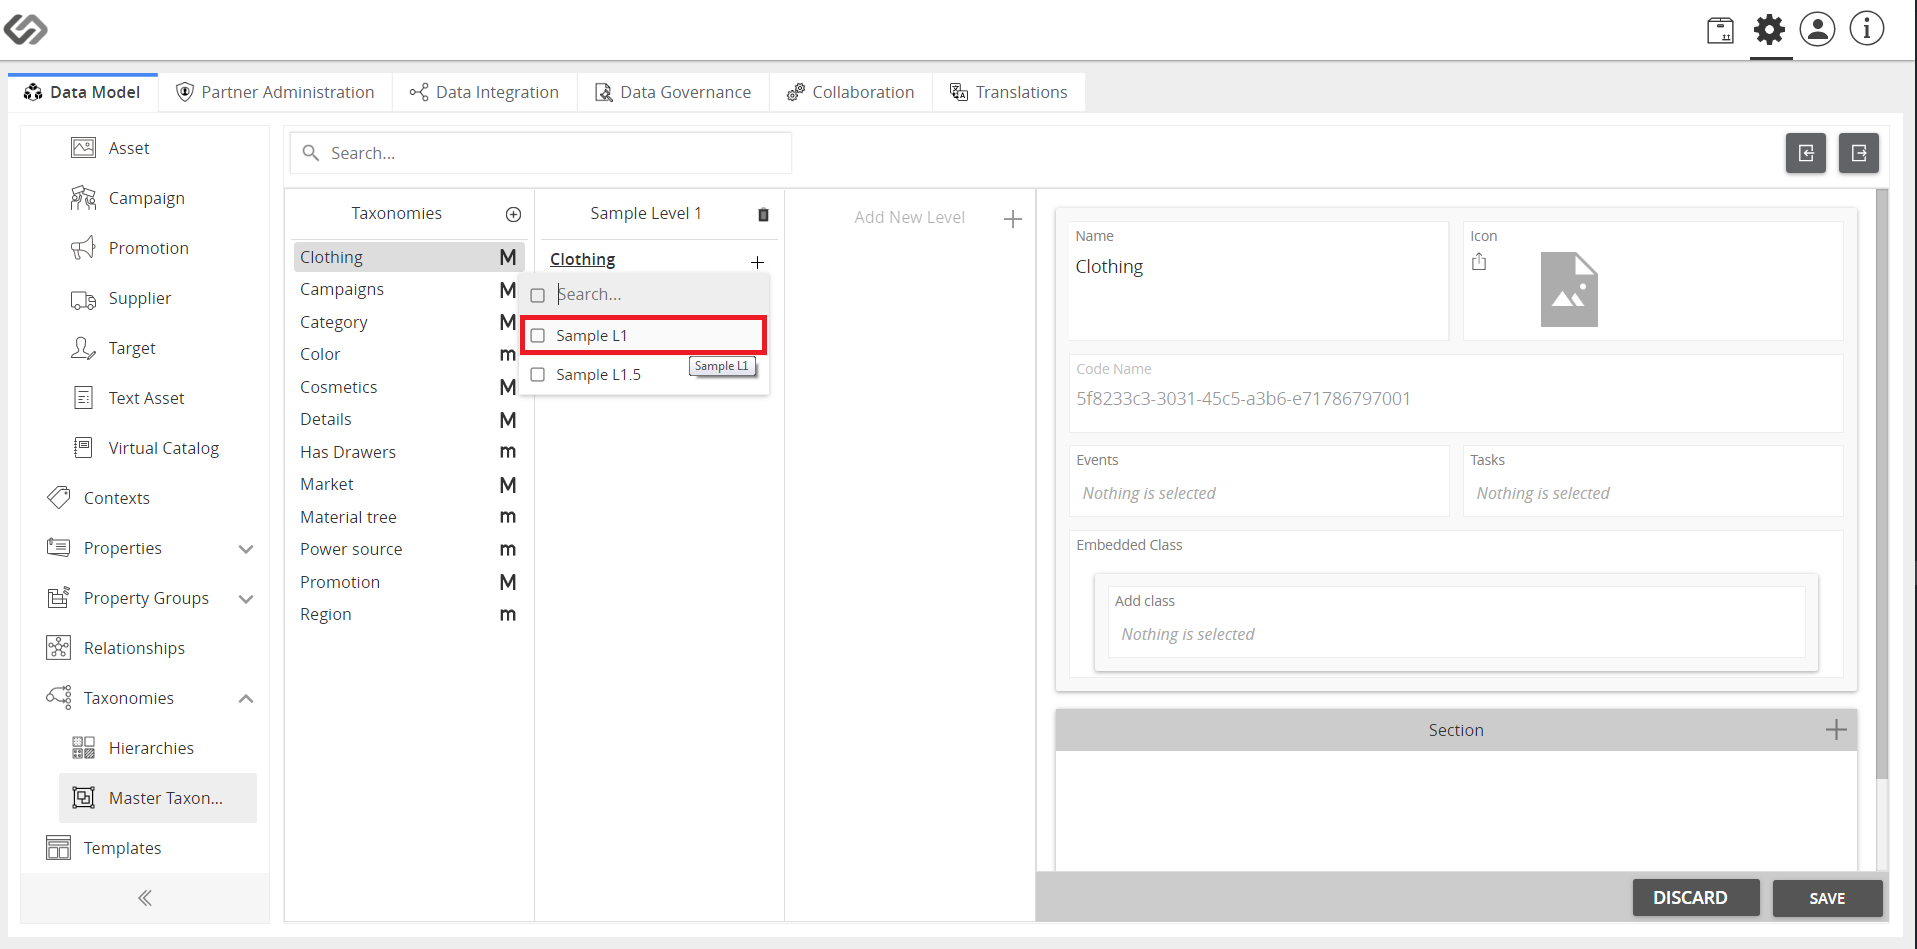 Data Model
Partner Administration
Data Integration
Data Governance
Collaboration
Translations
Asset
Campaign
Promotion
Supplier
Target
Text Asset
Virtual Catalog
Contexts
Properties
Property Groups
Relationships
Taxonomies
Hierarchies
Master Taxon...
Templates
Search...
Taxonomies
Clothing M
Campaigns M
Category M
Color m
Cosmetics M
Details M
Has Drawers m
Market M
Material tree m
Power source m
Promotion M
Region m
Sample Level 1
Clothing
Search...
Sample L1
Sample L1
Sample L1.5
Add New Level
Name
Clothing
Icon
Code Name
5f8233c3-3031-45c5-a3b6-e71786797001
Events
Nothing is selected
Tasks
Nothing is selected
Embedded Class
Add class
Nothing is selected
Section
DISCARD
SAVE